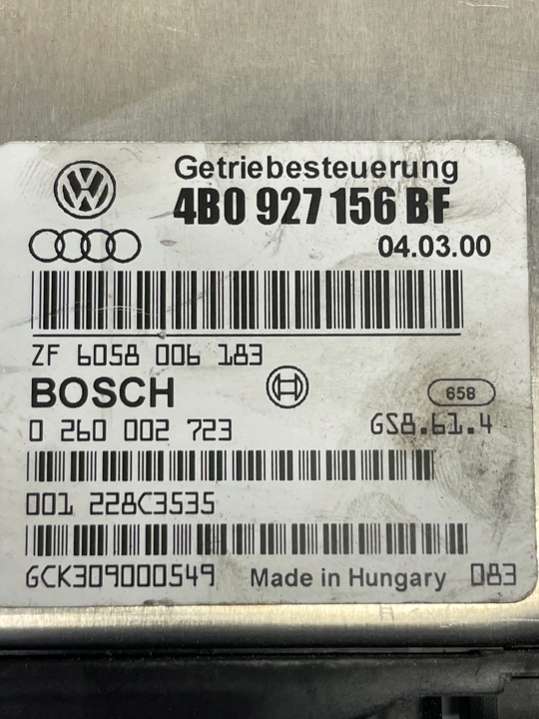 Getriebesteuerung
4B0 927 156 BF
04.03.00
ZF 6058 006 183
BOSCH
658
0 260 002 723
GS8.61.4
001 228C3535
GCK309000549 Made in Hungary 083